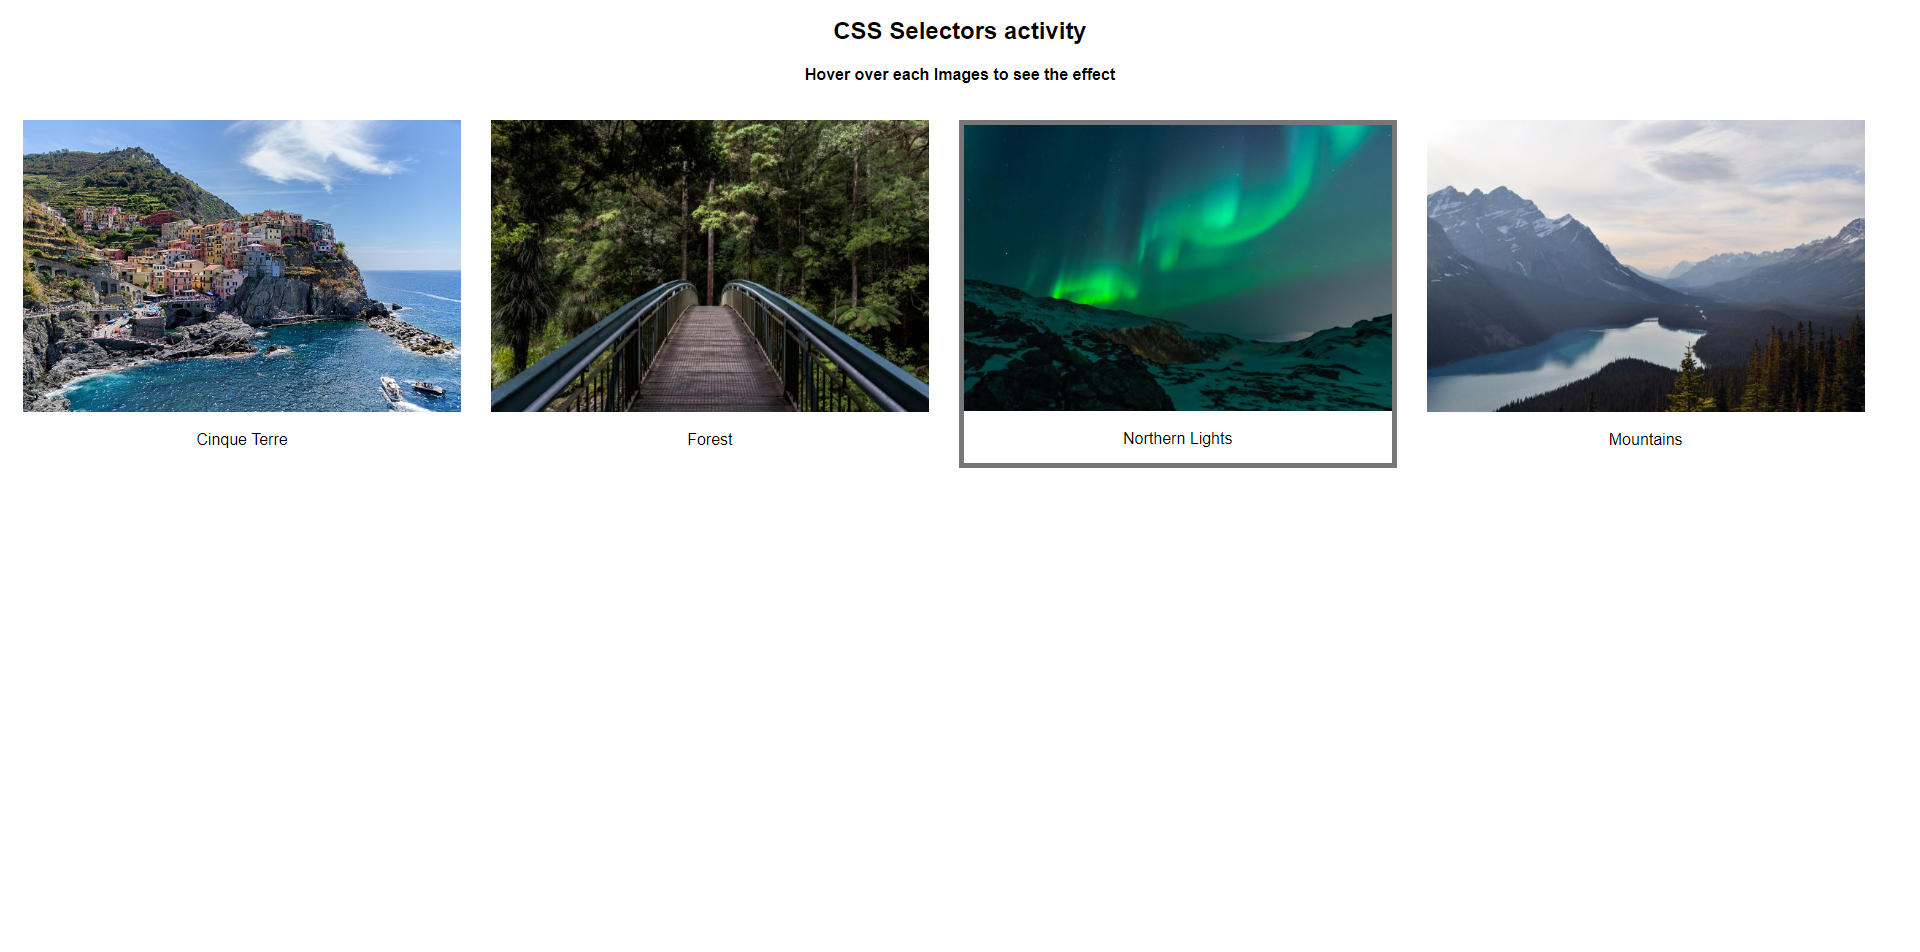 CSS Selectors activity
Hover over each Images to see the effect
Cinque Terre
Forest
Northern Lights
Mountains